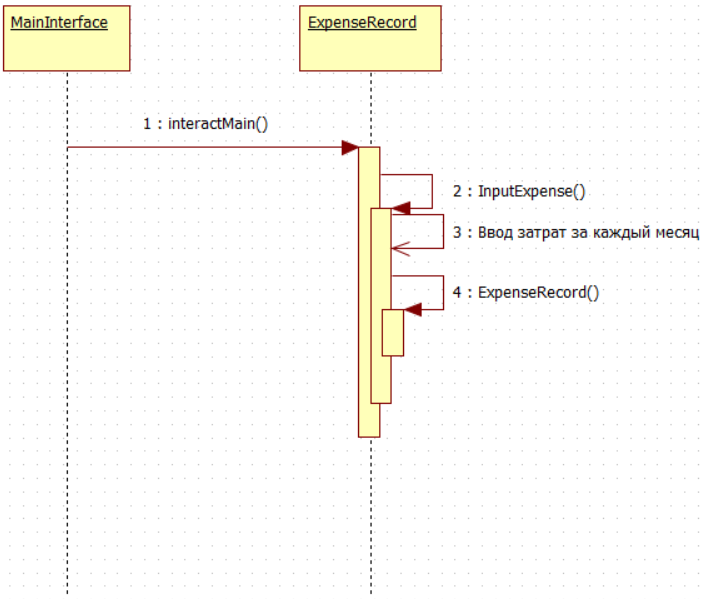 MainInterface
ExpenseRecord
1 : interactMain()
2 : InputExpense()
3 : Ввод затрат за каждый месяц
4 : ExpenseRecord()